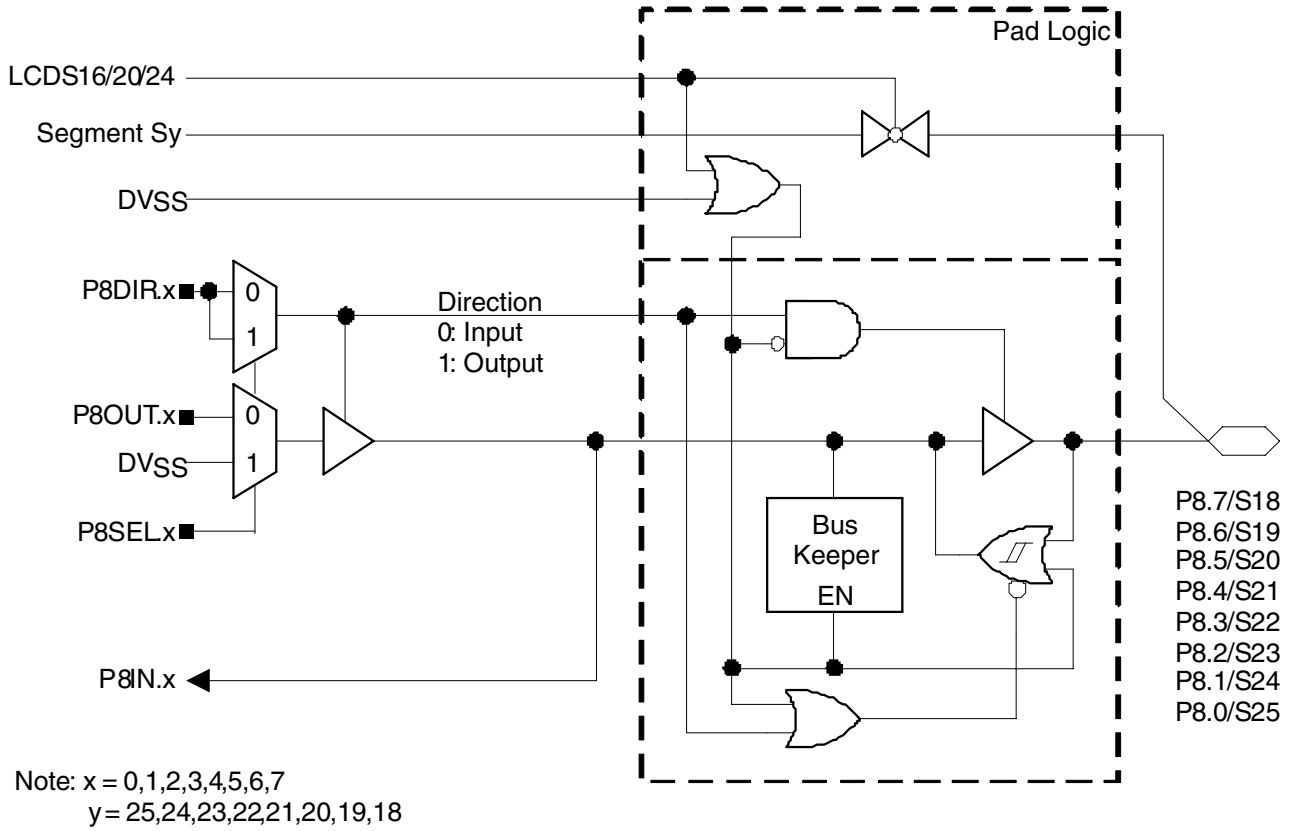 Pad Logic
LCDS16/20/24
Segment Sy
DVSS
P8DIR.x
0
1
Direction
0: Input
1: Output
P8OUT.x
0
DVSS
1
P8SEL.x
Bus
Keeper
EN
P8.7/S18
P8.6/S19
P8.5/S20
P8.4/S21
P8.3/S22
P8.2/S23
P8.1/S24
P8.0/S25
P8IN.x
Note: x = 0,1,2,3,4,5,6,7
y = 25,24,23,22,21,20,19,18